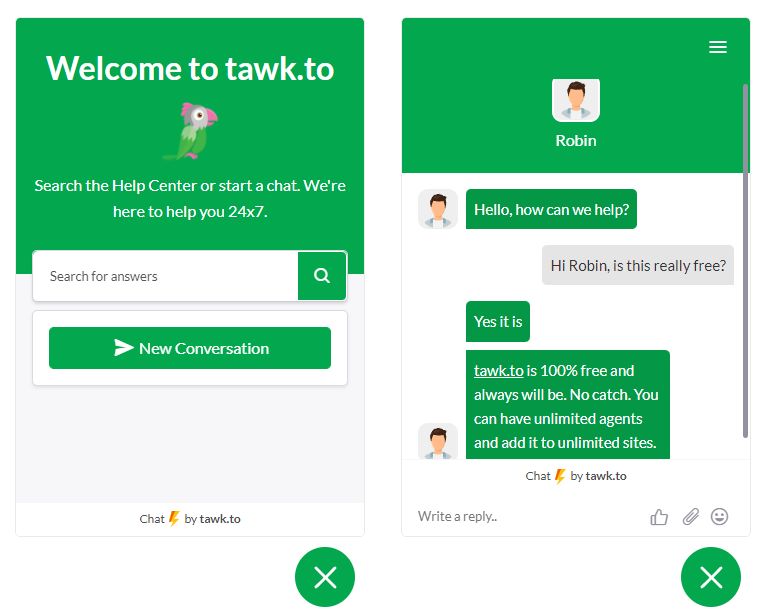 Welcome to tawk.to
Search the Help Center or start a chat. We're
here to help you 24x7.
Search for answers
New Conversation
Chat by tawk.to
Robin
Hello, how can we help?
Hi Robin, is this really free?
Yes it is
tawk.to is 100% free and
always will be. No catch. You
can have unlimited agents
and add it to unlimited sites.
Chat by tawk.to
Write a reply..